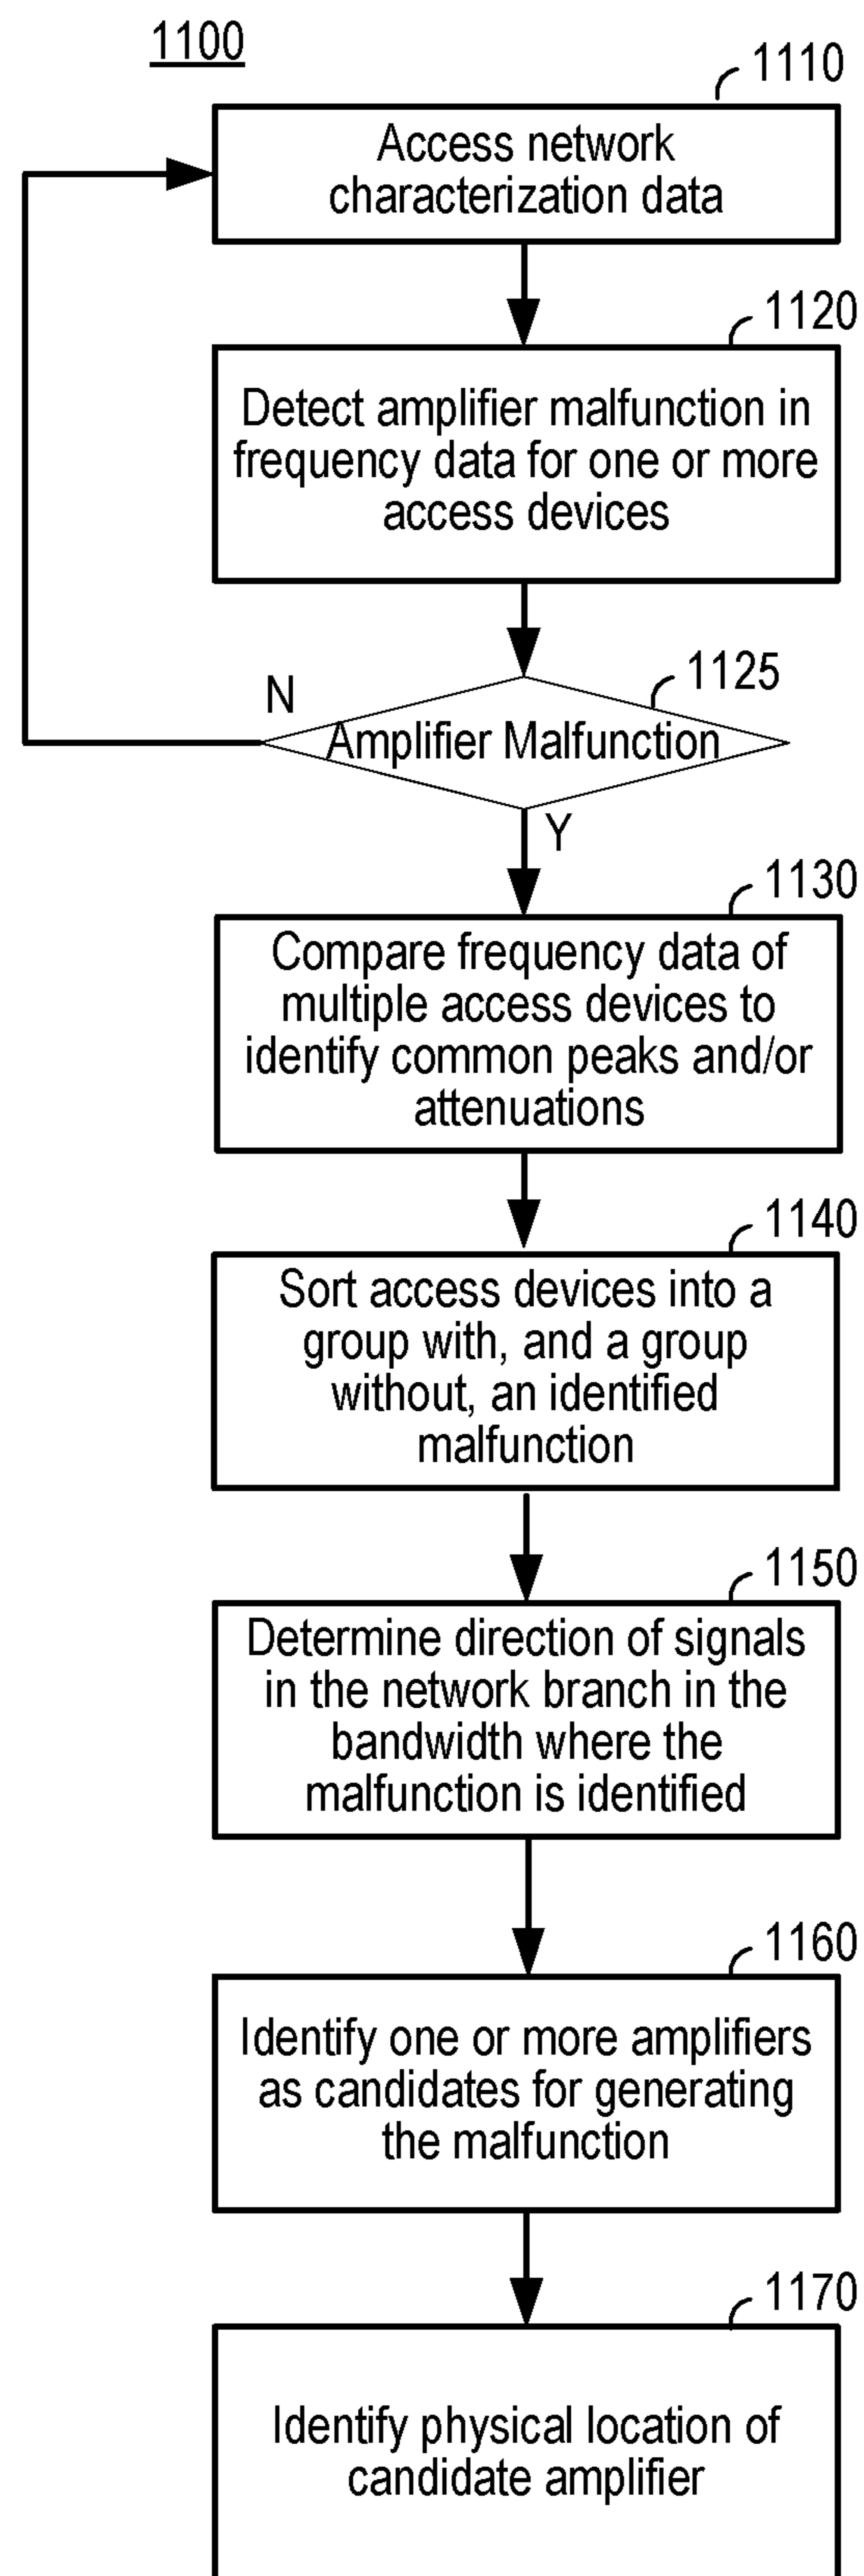 1100
1110
Access network
characterization data
1120
Detect amplifier malfunction in
frequency data for one or more
access devices
1125
N
Amplifier Malfunction
Y
1130
Compare frequency data of
multiple access devices to
identify common peaks and/or
attenuations
1140
Sort access devices into a
group with, and a group
without, an identified
malfunction
1150
Determine direction of signals
in the network branch in the
bandwidth where the
malfunction is identified
1160
Identify one or more amplifiers
as candidates for generating
the malfunction
1170
Identify physical location of
candidate amplifier